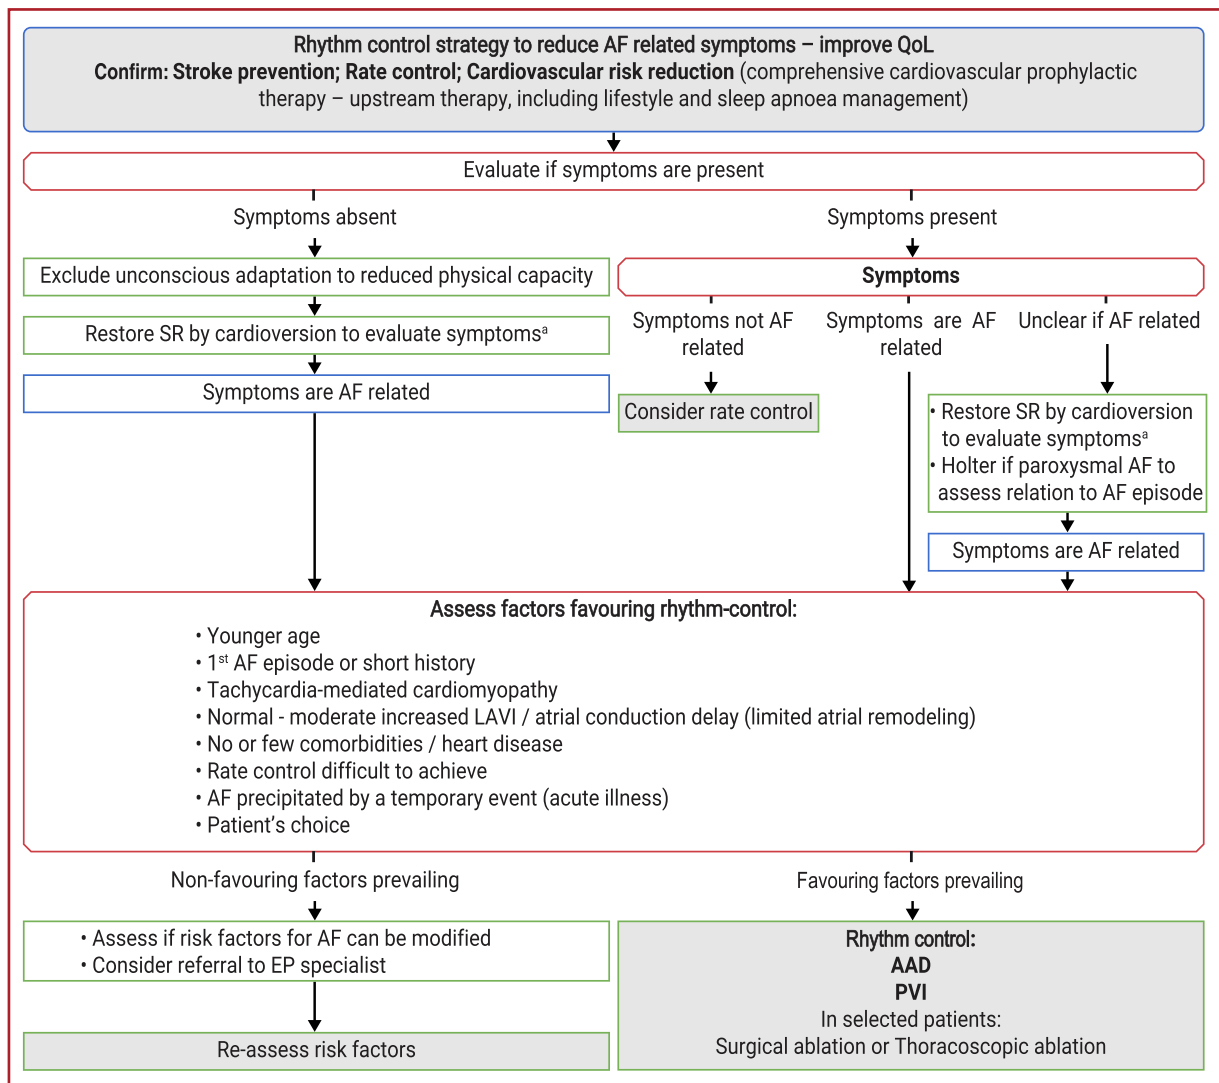 Rhythm control strategy to reduce AF related symptoms – improve QoL
Confirm: Stroke prevention; Rate control; Cardiovascular risk reduction (comprehensive cardiovascular prophylactic
therapy – upstream therapy, including lifestyle and sleep apnoea management)
Evaluate if symptoms are present
Symptoms absent
Symptoms present
Exclude unconscious adaptation to reduced physical capacity
Symptoms
Restore SR by cardioversion to evaluate symptomsᵃ
Symptoms are AF related
Symptoms not AF
related
Symptoms are AF
related
Unclear if AF related
Consider rate control
• Restore SR by cardioversion
to evaluate symptomsᵃ
• Holter if paroxysmal AF to
assess relation to AF episode
Symptoms are AF related
Assess factors favouring rhythm-control:
• Younger age
• 1ˢᵗ AF episode or short history
• Tachycardia-mediated cardiomyopathy
• Normal - moderate increased LAVI / atrial conduction delay (limited atrial remodeling)
• No or few comorbidities / heart disease
• Rate control difficult to achieve
• AF precipitated by a temporary event (acute illness)
• Patient’s choice
Non-favouring factors prevailing
Favouring factors prevailing
• Assess if risk factors for AF can be modified
• Consider referral to EP specialist
Re-assess risk factors
Rhythm control:
AAD
PVI
In selected patients:
Surgical ablation or Thoracoscopic ablation